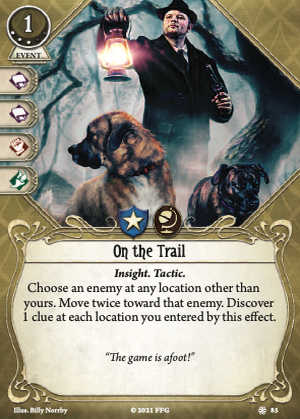 1
EVENT
On the Trail
Insight. Tactic.
Choose an enemy at any location other than
yours. Move twice toward that enemy. Discover
1 clue at each location you entered by this effect.
"The game is afoot!"
Illus. Billy Norrby
© 2021 FFG
85